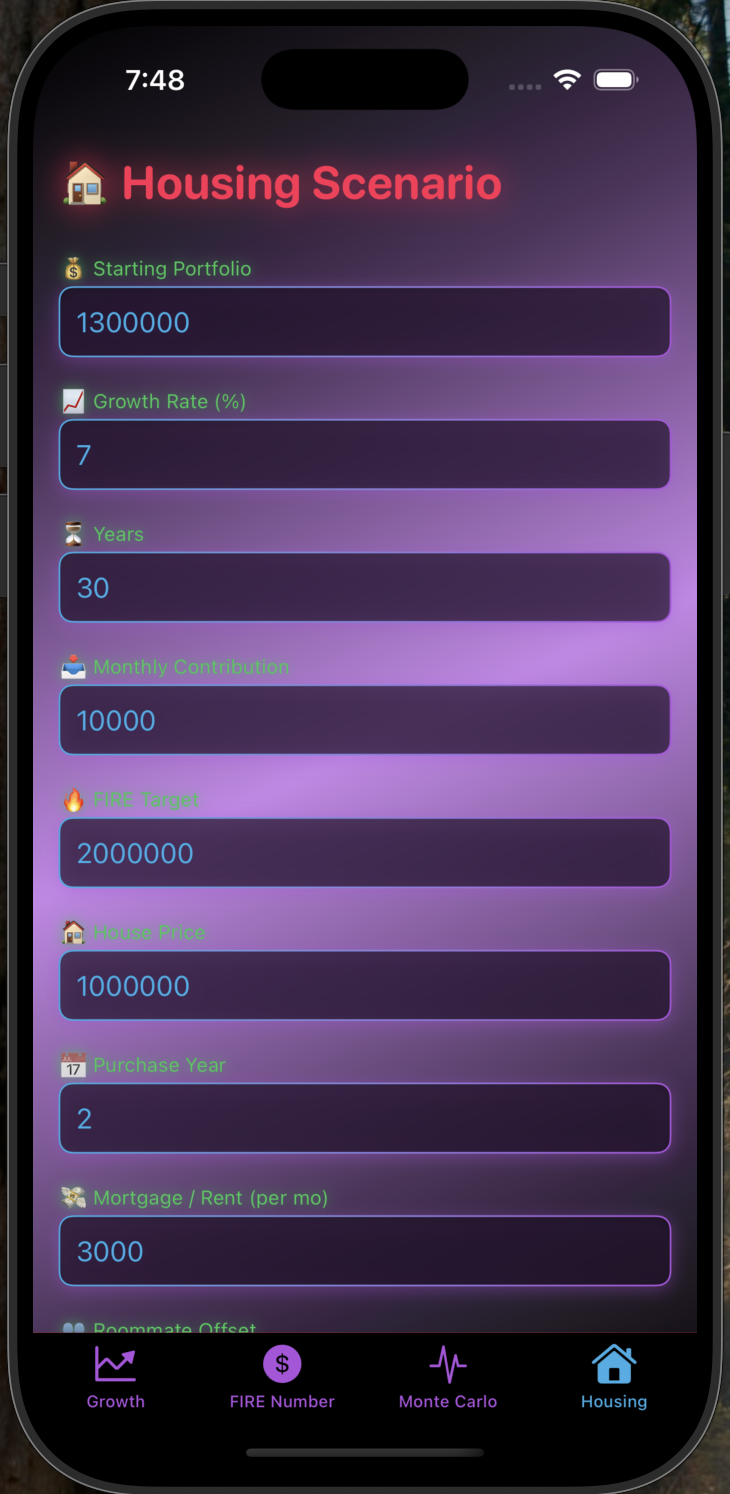 7:48
Housing Scenario
Starting Portfolio
1300000
Growth Rate (%)
7
Years
30
Monthly Contribution
10000
FIRE Target
2000000
House Price
1000000
17
Purchase Year
2
Mortgage / Rent (per mo)
3000
Roommate Offset
$
Growth
FIRE Number
Monte Carlo
Housing